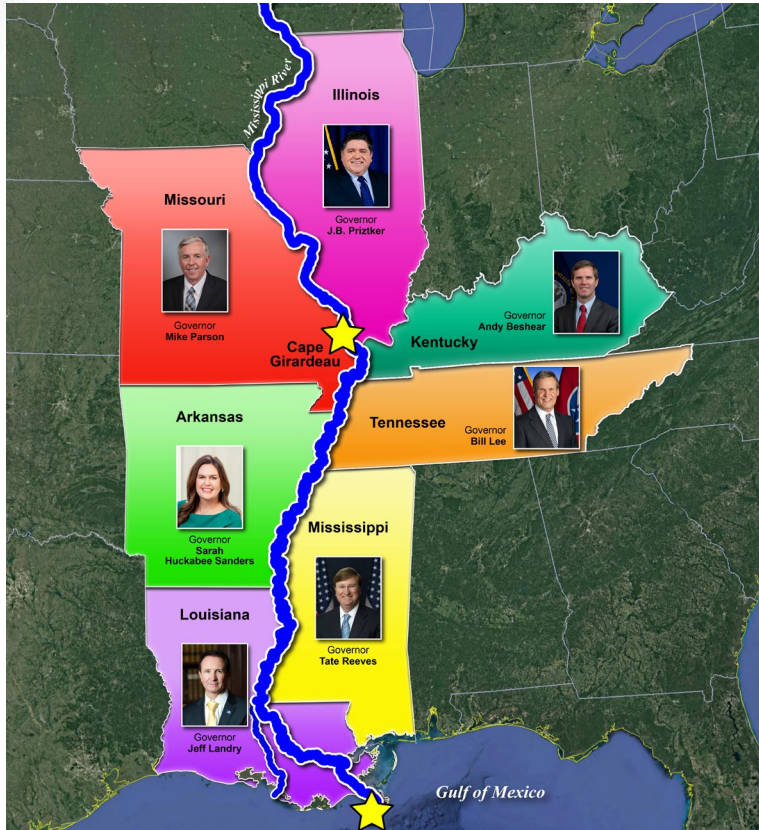 Mississippi River
Illinois
Governor
J.B. Priztker
Missouri
Governor
Mike Parson
Cape
Girardeau
Governor
Andy Beshear
Kentucky
Arkansas
Governor
Sarah
Huckabee Sanders
Tennessee
Governor
Bill Lee
Mississippi
Governor
Tate Reeves
Louisiana
Governor
Jeff Landry
Gulf of Mexico